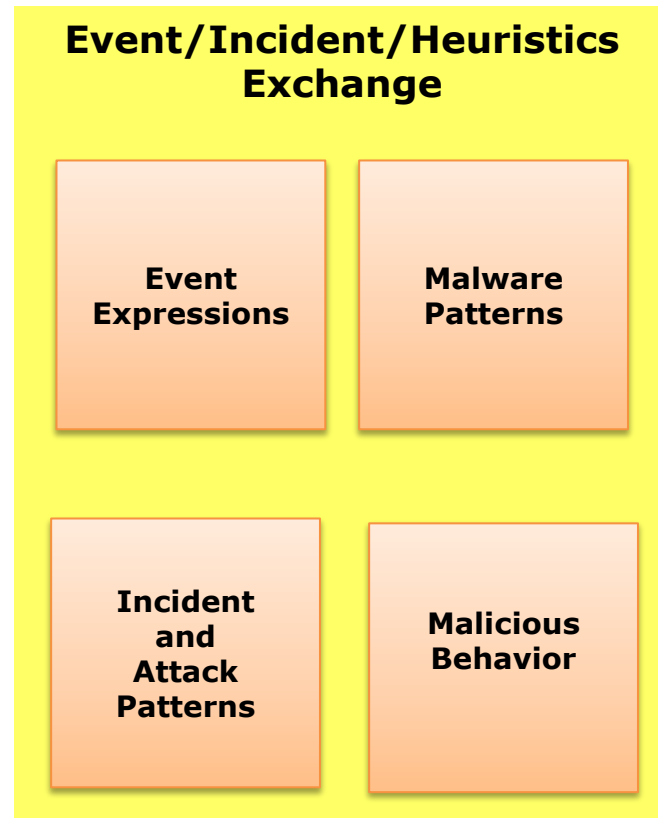 Event/Incident/Heuristics
Exchange
Event
Expressions
Malware
Patterns
Incident
and
Attack
Patterns
Malicious
Behavior